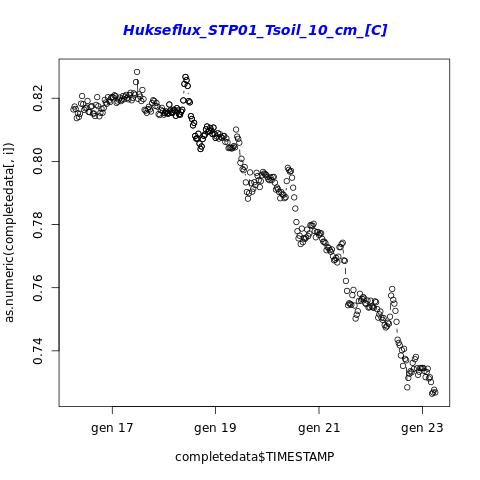 Hukseflux_STP01_Tsoil_10_cm_[C]
as.numeric(completedata[, i])
0.82
0.80
0.78
0.76
0.74
gen 17
gen 19
gen 21
gen 23
completedata$TIMESTAMP